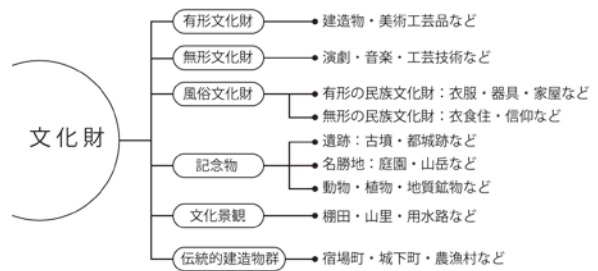 文化財
有形文化財
建造物・美術工芸品など
無形文化財
演劇・音楽・工芸技術など
風俗文化財
有形の民族文化財：衣服・器具・家屋など
無形の民族文化財：衣食住・信仰など
記念物
遺跡：古墳・都城跡など
名勝地：庭園・山岳など
動物・植物・地質鉱物など
文化景観
棚田・山里・用水路など
伝統的建造物群
宿場町・城下町・農漁村など